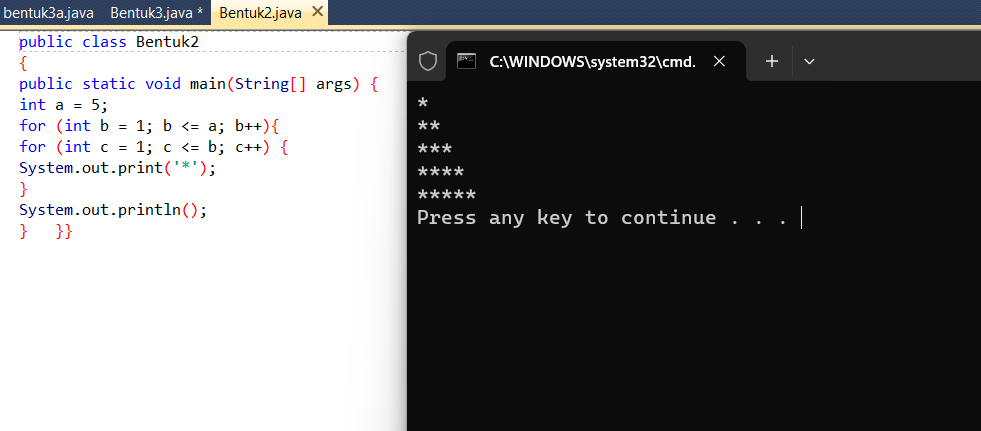 bentuk3a.java Bentuk3.java * Bentuk2.java
public class Bentuk2
{
public static void main(String[] args) {
int a = 5;
for (int b = 1; b <= a; b++){
for (int c = 1; c <= b; c++) {
System.out.print('*');
}
System.out.println();
} }}
C:\WINDOWS\system32\cmd.
*
**
***
****
*****
Press any key to continue . . .